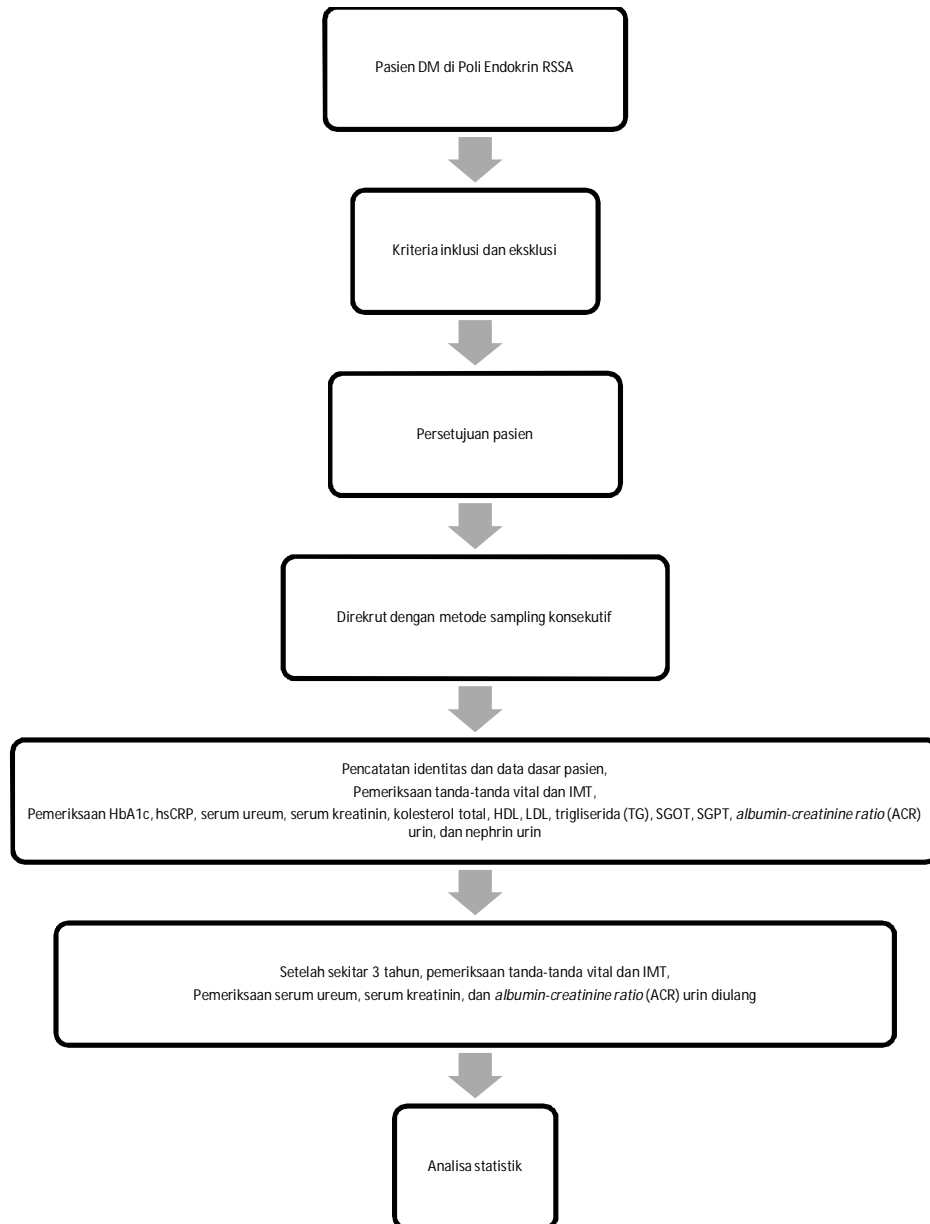 Pasien DM di Poli Endokrin RSSA
Kriteria inklusi dan eksklusi
Persetujuan pasien
Direkrut dengan metode sampling konsekutif
Pencatatan identitas dan data dasar pasien,
Pemeriksaan tanda-tanda vital dan IMT,
Pemeriksaan HbA1c, hsCRP, serum ureum, serum kreatinin, kolesterol total, HDL, LDL, trigliserida (TG), SGOT, SGPT, albumin-creatinine ratio (ACR)
urin, dan nephrin urin
Setelah sekitar 3 tahun, pemeriksaan tanda-tanda vital dan IMT,
Pemeriksaan serum ureum, serum kreatinin, dan albumin-creatinine ratio (ACR) urin diulang
Analisa statistik